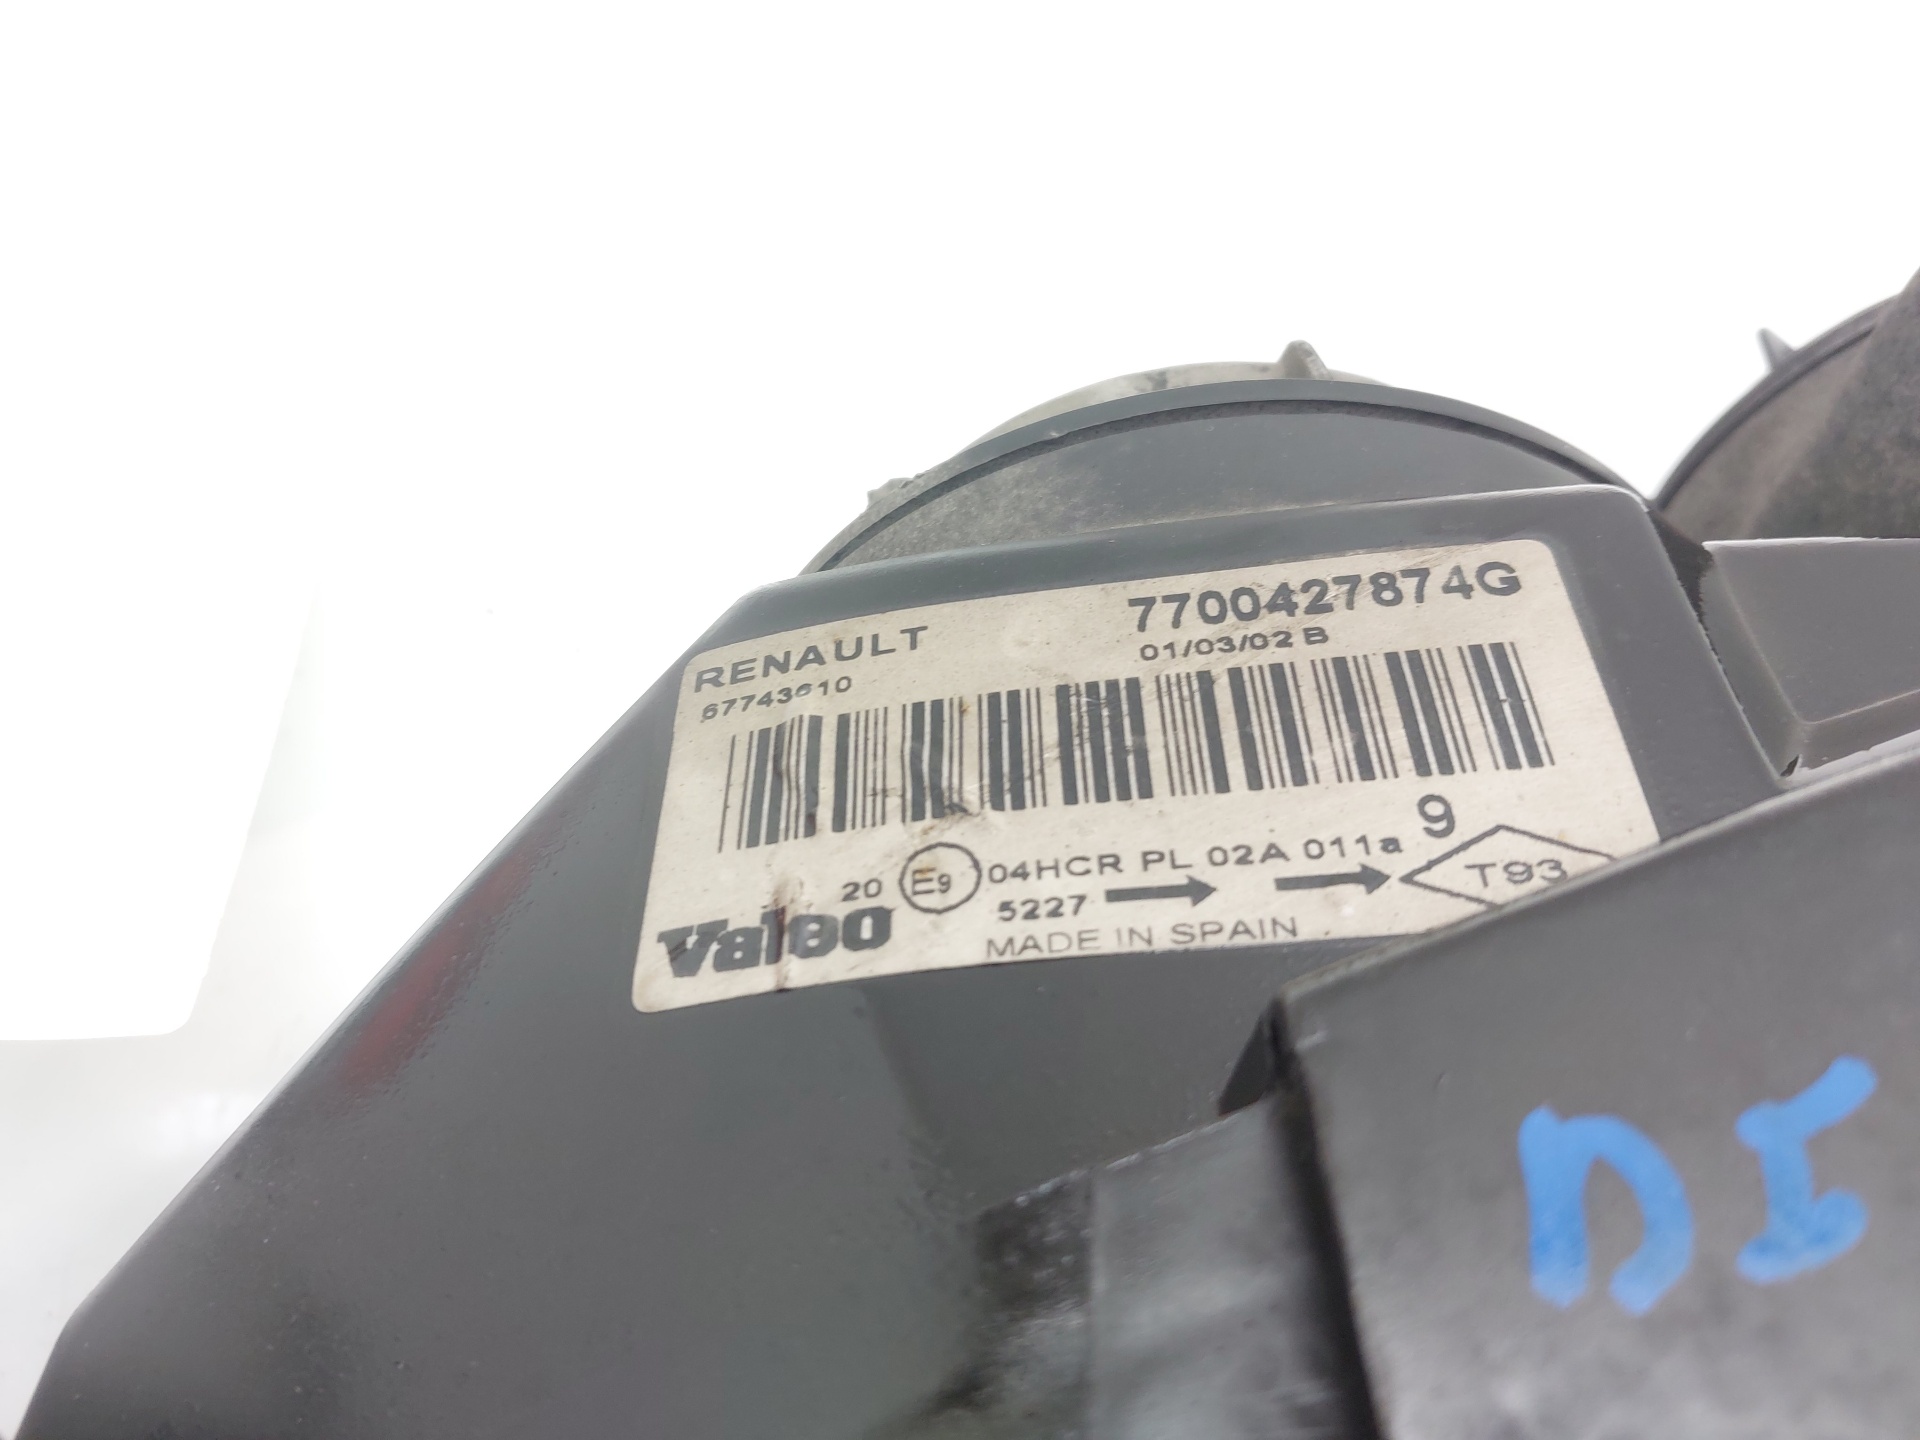 RENAULT 7700427874G
67743610 01/03/02 B
9
20 E9 04HCR PL 02A 011a
5227 T93
Valeo MADE IN SPAIN
DI